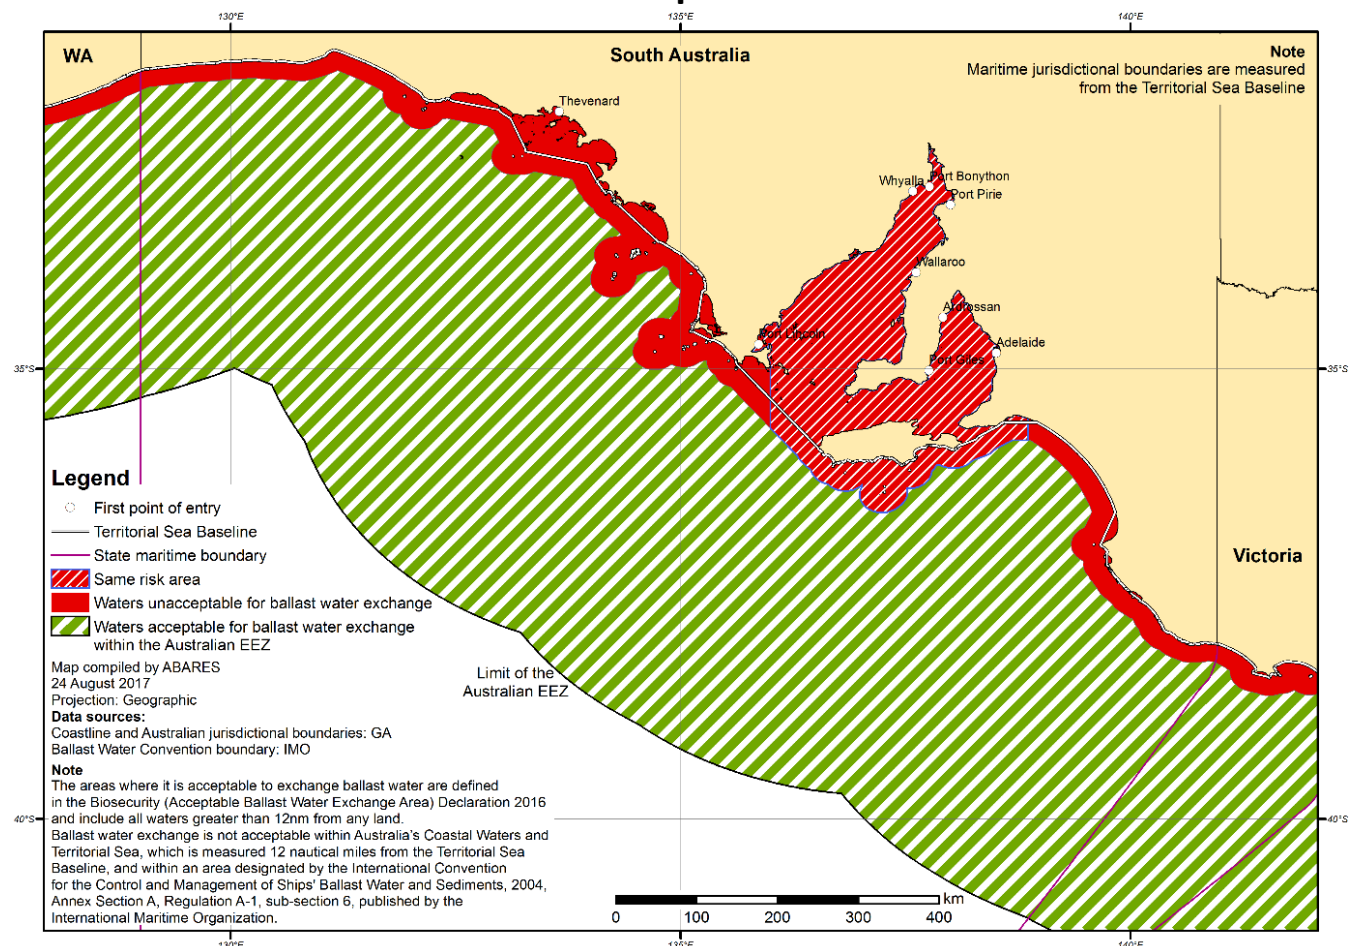 130°E
135°E
140°E
WA
South Australia
Note
Maritime jurisdictional boundaries are measured
from the Territorial Sea Baseline
Thevenard
Whyalla
Port Bonython
Port Pirie
Wallaroo
Ardrossan
Port Lincoln
Adelaide
Port Giles
35°S
35°S
Legend
First point of entry
Territorial Sea Baseline
State maritime boundary
Same risk area
Waters unacceptable for ballast water exchange
Waters acceptable for ballast water exchange
within the Australian EEZ
Victoria
Map compiled by ABARES
24 August 2017
Projection: Geographic
Data sources:
Coastline and Australian jurisdictional boundaries: GA
Ballast Water Convention boundary: IMO
Limit of the
Australian EEZ
Note
The areas where it is acceptable to exchange ballast water are defined
in the Biosecurity (Acceptable Ballast Water Exchange Area) Declaration 2016
and include all waters greater than 12nm from any land.
Ballast water exchange is not acceptable within Australia's Coastal Waters and
Territorial Sea, which is measured 12 nautical miles from the Territorial Sea
Baseline, and within an area designated by the International Convention
for the Control and Management of Ships' Ballast Water and Sediments, 2004,
Annex Section A, Regulation A-1, sub-section 6, published by the
International Maritime Organization.
40°S
40°S
km
0 100 200 300 400
130°E
135°E
140°E